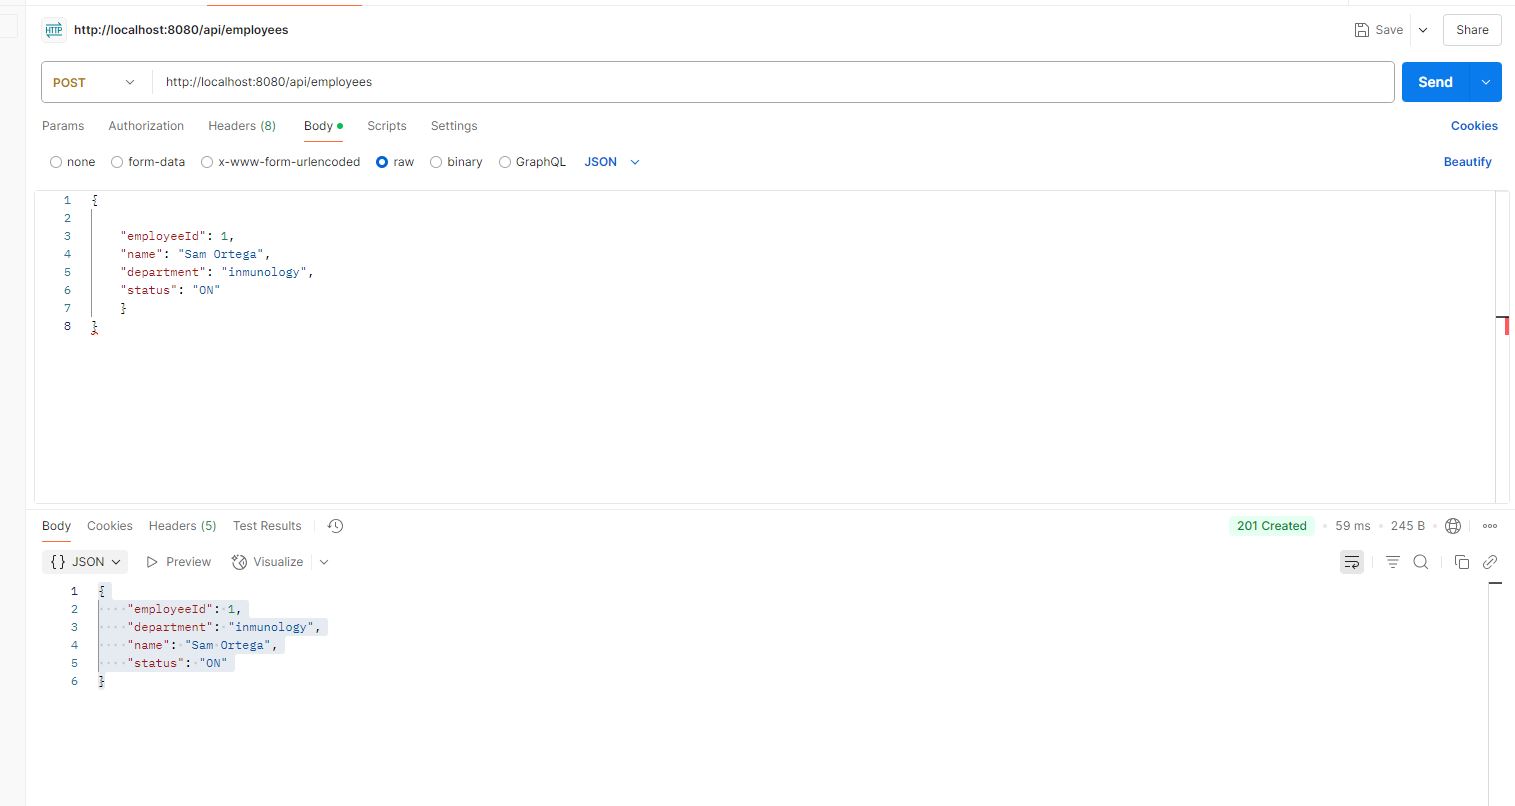 HTTP http://localhost:8080/api/employees Save Share
POST http://localhost:8080/api/employees Send
Params Authorization Headers (8) Body Scripts Settings Cookies
none form-data x-www-form-urlencoded raw binary GraphQL JSON Beautify
1 {
2
3 "employeeId": 1,
4 "name": "Sam Ortega",
5 "department": "inmunology",
6 "status": "ON"
7 }
8 }
Body Cookies Headers (5) Test Results 201 Created • 59 ms • 245 B •
{} JSON Preview Visualize
1 {
2 "employeeId": 1,
3 "department": "inmunology",
4 "name": "Sam Ortega",
5 "status": "ON"
6 }